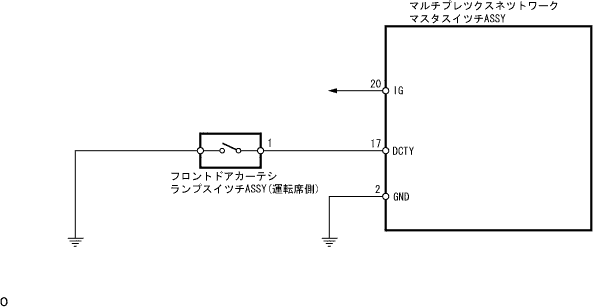 マルチプレックスネットワーク
マスタスイッチASSY
20
IG
1
17
DCTY
フロントドアカーテシ
ランプスイッチASSY(運転席側)
2
GND
o